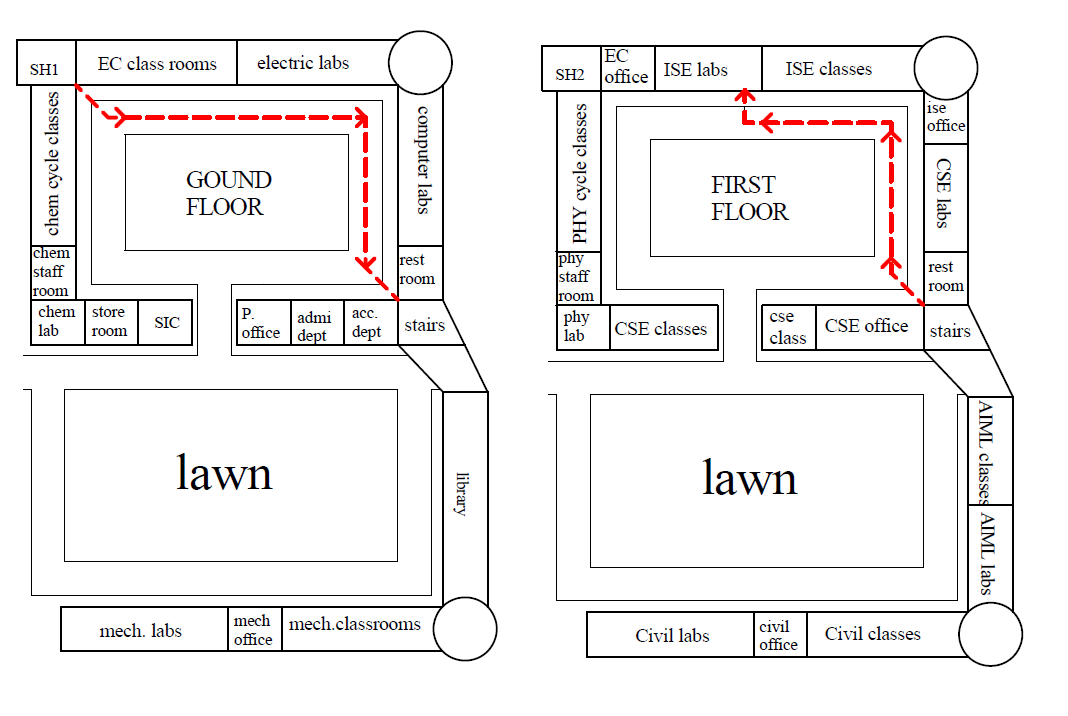 SH1
EC class rooms
electric labs
chem cycle classes
computer labs
GOUND
FLOOR
chem
staff
room
rest
room
chem
lab
store
room
SIC
P.
office
admi
dept
acc.
dept
stairs
lawn
library
mech. labs
mech
office
mech.classrooms
SH2
EC
office
ISE labs
ISE classes
ise
office
PHY cycle classes
CSE labs
FIRST
FLOOR
phy
staff
room
rest
room
phy
lab
CSE classes
cse
class
CSE office
stairs
lawn
AIML classes
AIML labs
Civil labs
civil
office
Civil classes